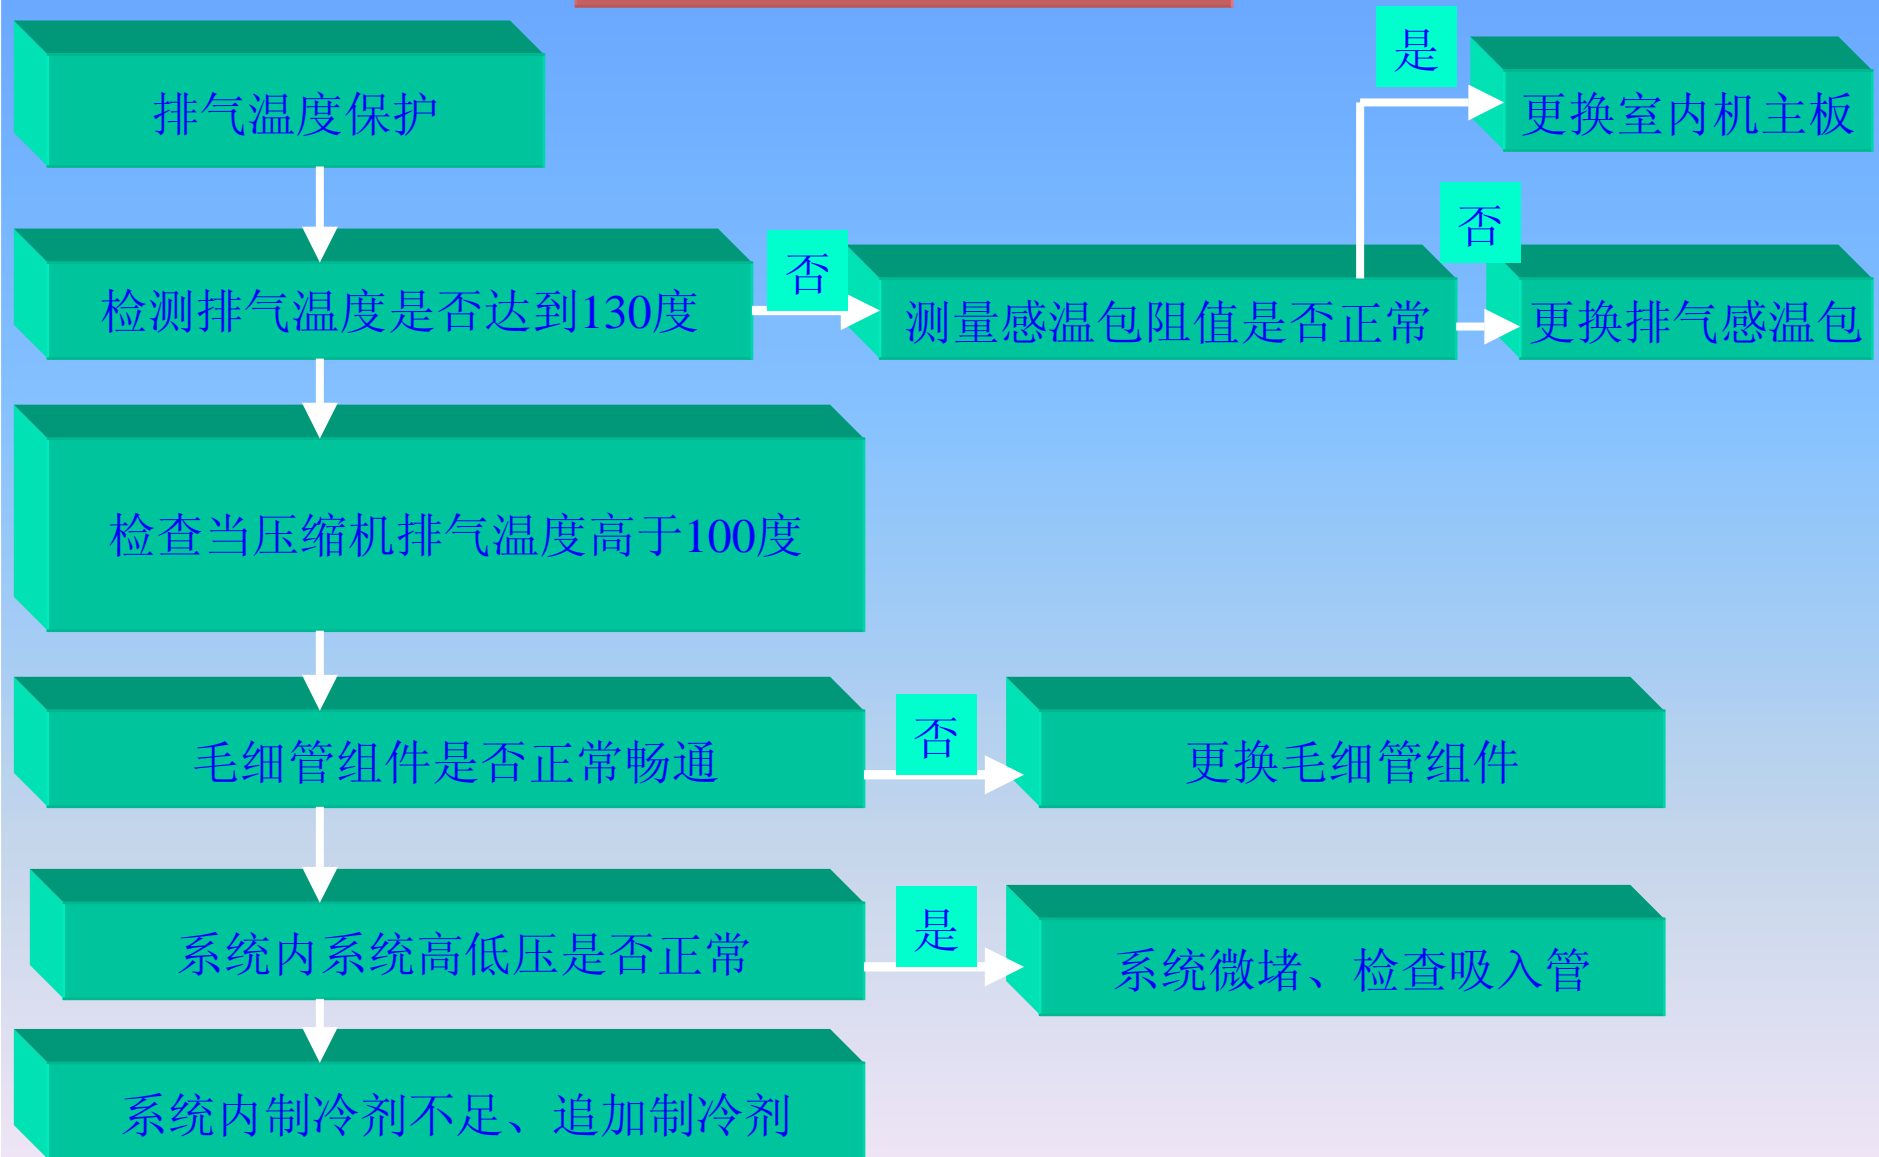 排气温度保护
是
更换室内机主板
检测排气温度是否达到130度
否
测量感温包阻值是否正常
否
更换排气感温包
检查当压缩机排气温度高于100度
毛细管组件是否正常畅通
否
更换毛细管组件
系统内系统高低压是否正常
是
系统微堵、检查吸入管
系统内制冷剂不足、追加制冷剂